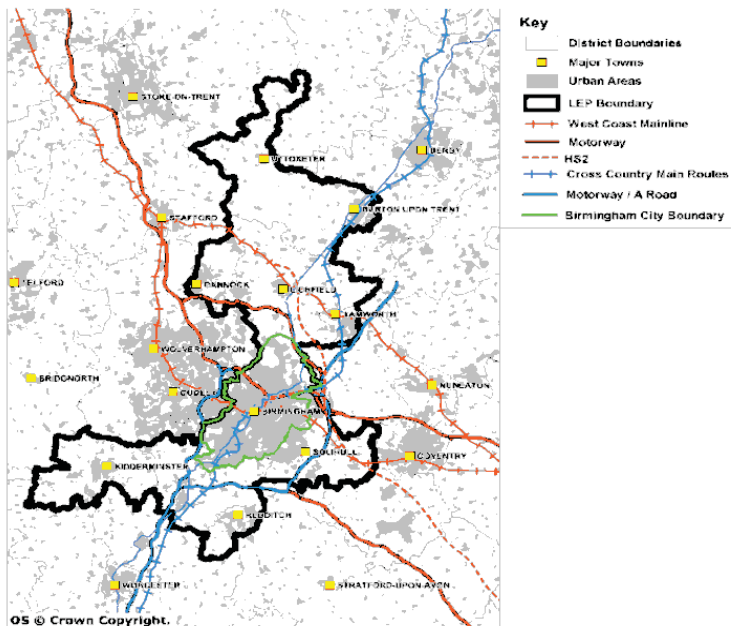 Key
District Boundaries
Major Towns
Urban Areas
LEP Boundary
West Coast Mainline
Motorway
HS2
Cross Country Main Routes
Motorway / A Road
Birmingham City Boundary
STOKE-ON-TRENT
UTTOXETER
DERBY
BURTON UPON TRENT
STAFFORD
TELFORD
CANNOCK
LICHFIELD
TAMWORTH
WOLVERHAMPTON
BRIDGNORTH
NUNEATON
DUDLEY
BIRMINGHAM
SOLIHULL
COVENTRY
KIDDERMINSTER
REDDITCH
WORCESTER
STRATFORD-UPON-AVON
OS © Crown Copyright.